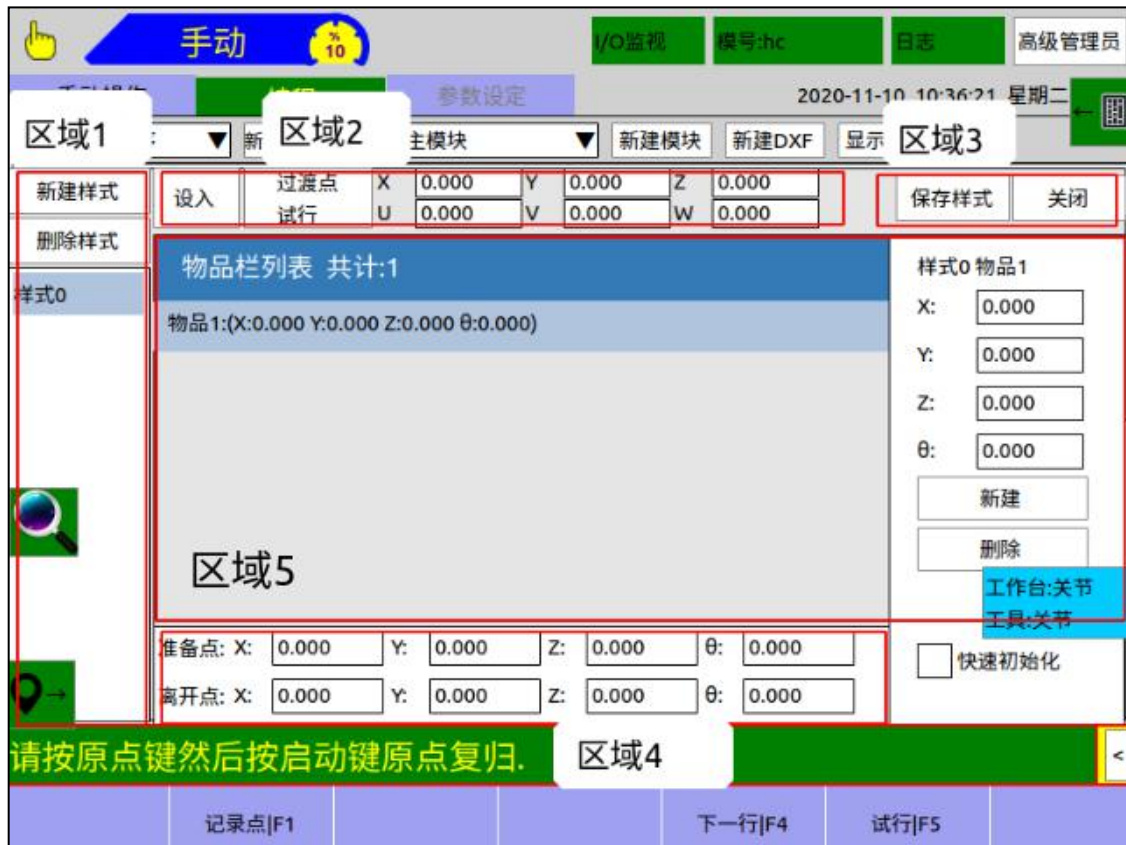 手动 % 10 I/O监视 模号:hc 日志 高级管理员
参数设定 2020-11-10 10:36:21 星期二 ←
区域1 ▼ 新 区域2 主模块 ▼ 新建模块 新建DXF 显示 区域3
新建样式 设入 过渡点 X 0.000 Y 0.000 Z 0.000 保存样式 关闭
试行 U 0.000 V 0.000 W 0.000
删除样式
物品栏列表 共计:1 样式0 物品1
样式0 X: 0.000
物品1:(X:0.000 Y:0.000 Z:0.000 θ:0.000)
Y: 0.000
Z: 0.000
θ: 0.000
新建
删除
区域5
工作台:关节
工具:关节
准备点: X: 0.000 Y: 0.000 Z: 0.000 θ: 0.000
快速初始化
离开点: X: 0.000 Y: 0.000 Z: 0.000 θ: 0.000
→
请按原点键然后按启动键原点复归. 区域4 <
记录点|F1 下一行|F4 试行|F5